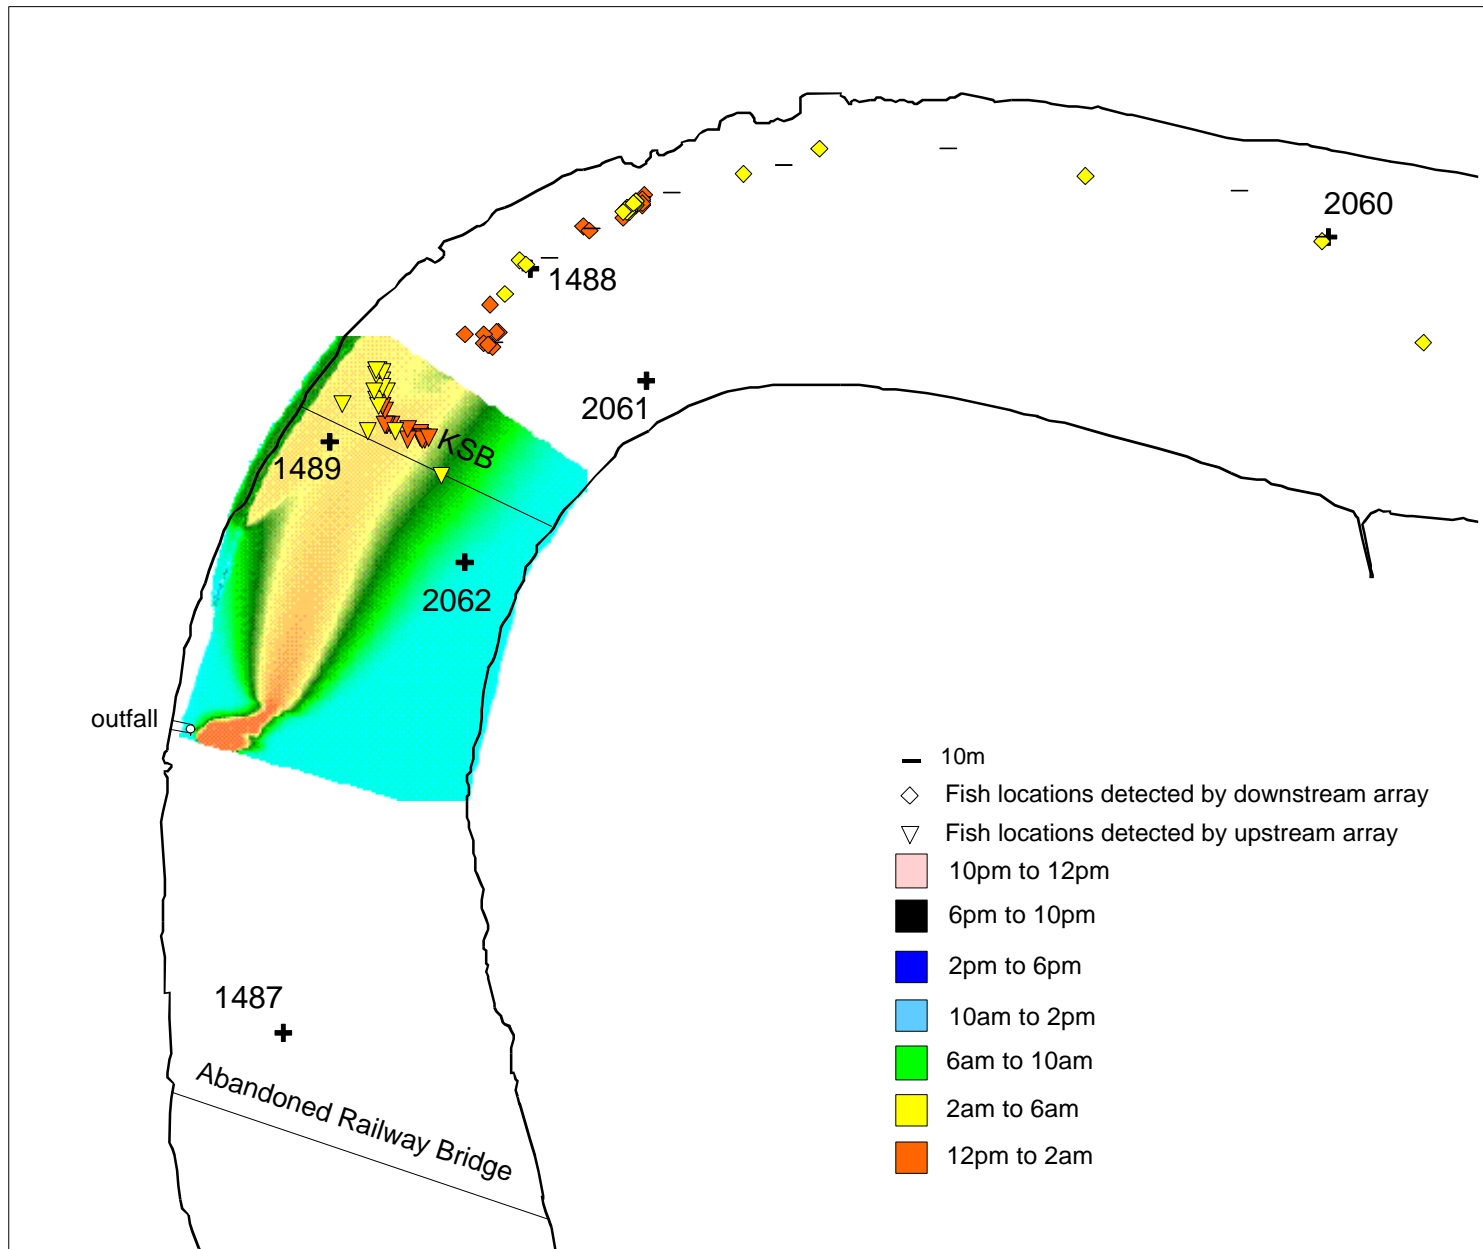 2060
1488
2061
KSB
1489
2062
outfall
10m
Fish locations detected by downstream array
Fish locations detected by upstream array
10pm to 12pm
6pm to 10pm
2pm to 6pm
10am to 2pm
6am to 10am
2am to 6am
12pm to 2am
1487
Abandoned Railway Bridge